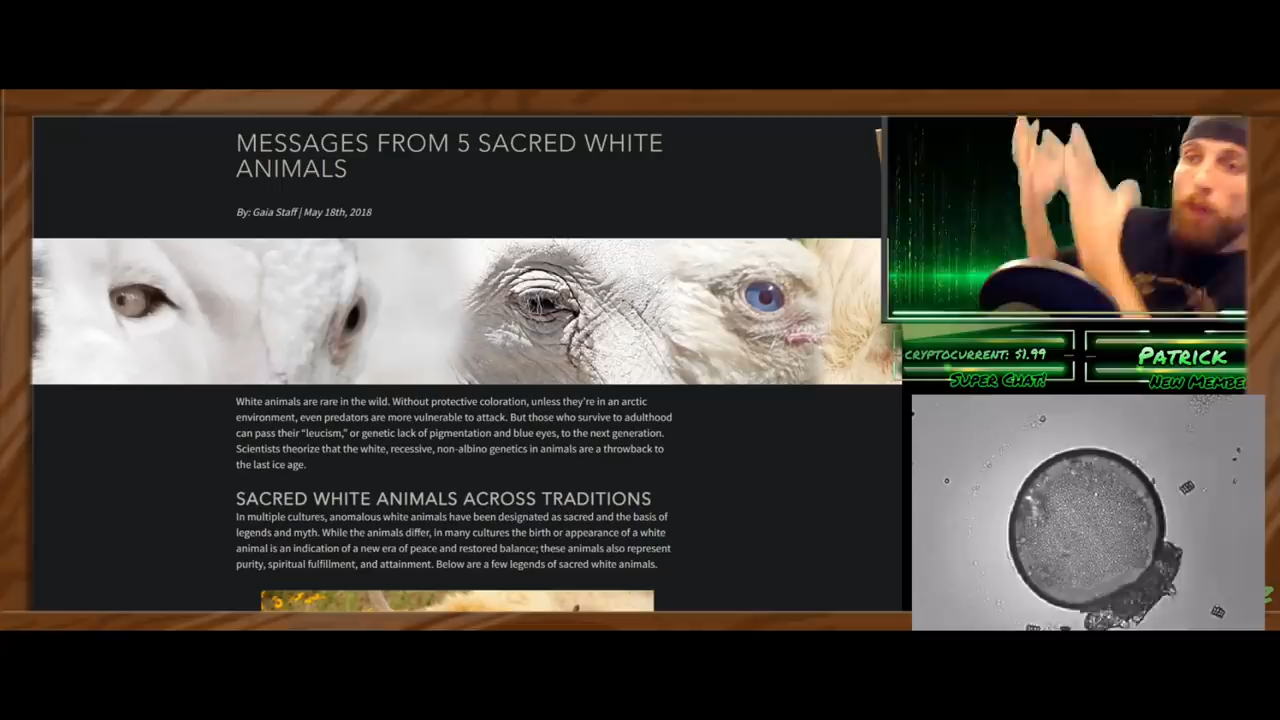 MESSAGES FROM 5 SACRED WHITE
ANIMALS
By: Gaia Staff | May 18th, 2018
White animals are rare in the wild. Without protective coloration, unless they're in an arctic
environment, even predators are more vulnerable to attack. But those who survive to adulthood
can pass their “leucism,” or genetic lack of pigmentation and blue eyes, to the next generation.
Scientists theorize that the white, recessive, non-albino genetics in animals are a throwback to
the last ice age.
SACRED WHITE ANIMALS ACROSS TRADITIONS
In multiple cultures, anomalous white animals have been designated as sacred and the basis of
legends and myth. While the animals differ, in many cultures the birth or appearance of a white
animal is an indication of a new era of peace and restored balance; these animals also represent
purity, spiritual fulfillment, and attainment. Below are a few legends of sacred white animals.
CRYPTOCURRENT: $1.99
SUPER CHAT!
PATRICK
NEW MEMBE